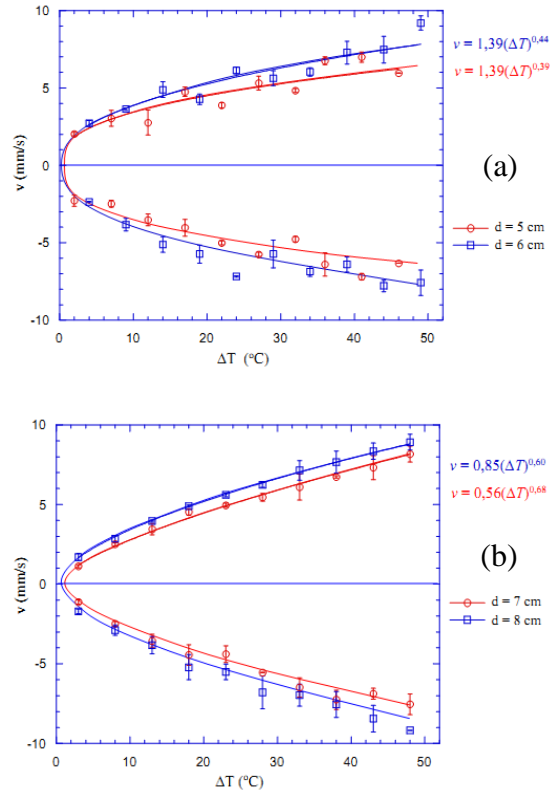 10
5
0
-5
-10
v (mm/s)
0 10 20 30 40 50
ΔT (°C)
v = 1,39(ΔT)^0,44
v = 1,39(ΔT)^0,39
(a)
d = 5 cm
d = 6 cm
10
5
0
-5
-10
v (mm/s)
0 10 20 30 40 50
ΔT (°C)
v = 0,85(ΔT)^0,60
v = 0,56(ΔT)^0,68
(b)
d = 7 cm
d = 8 cm